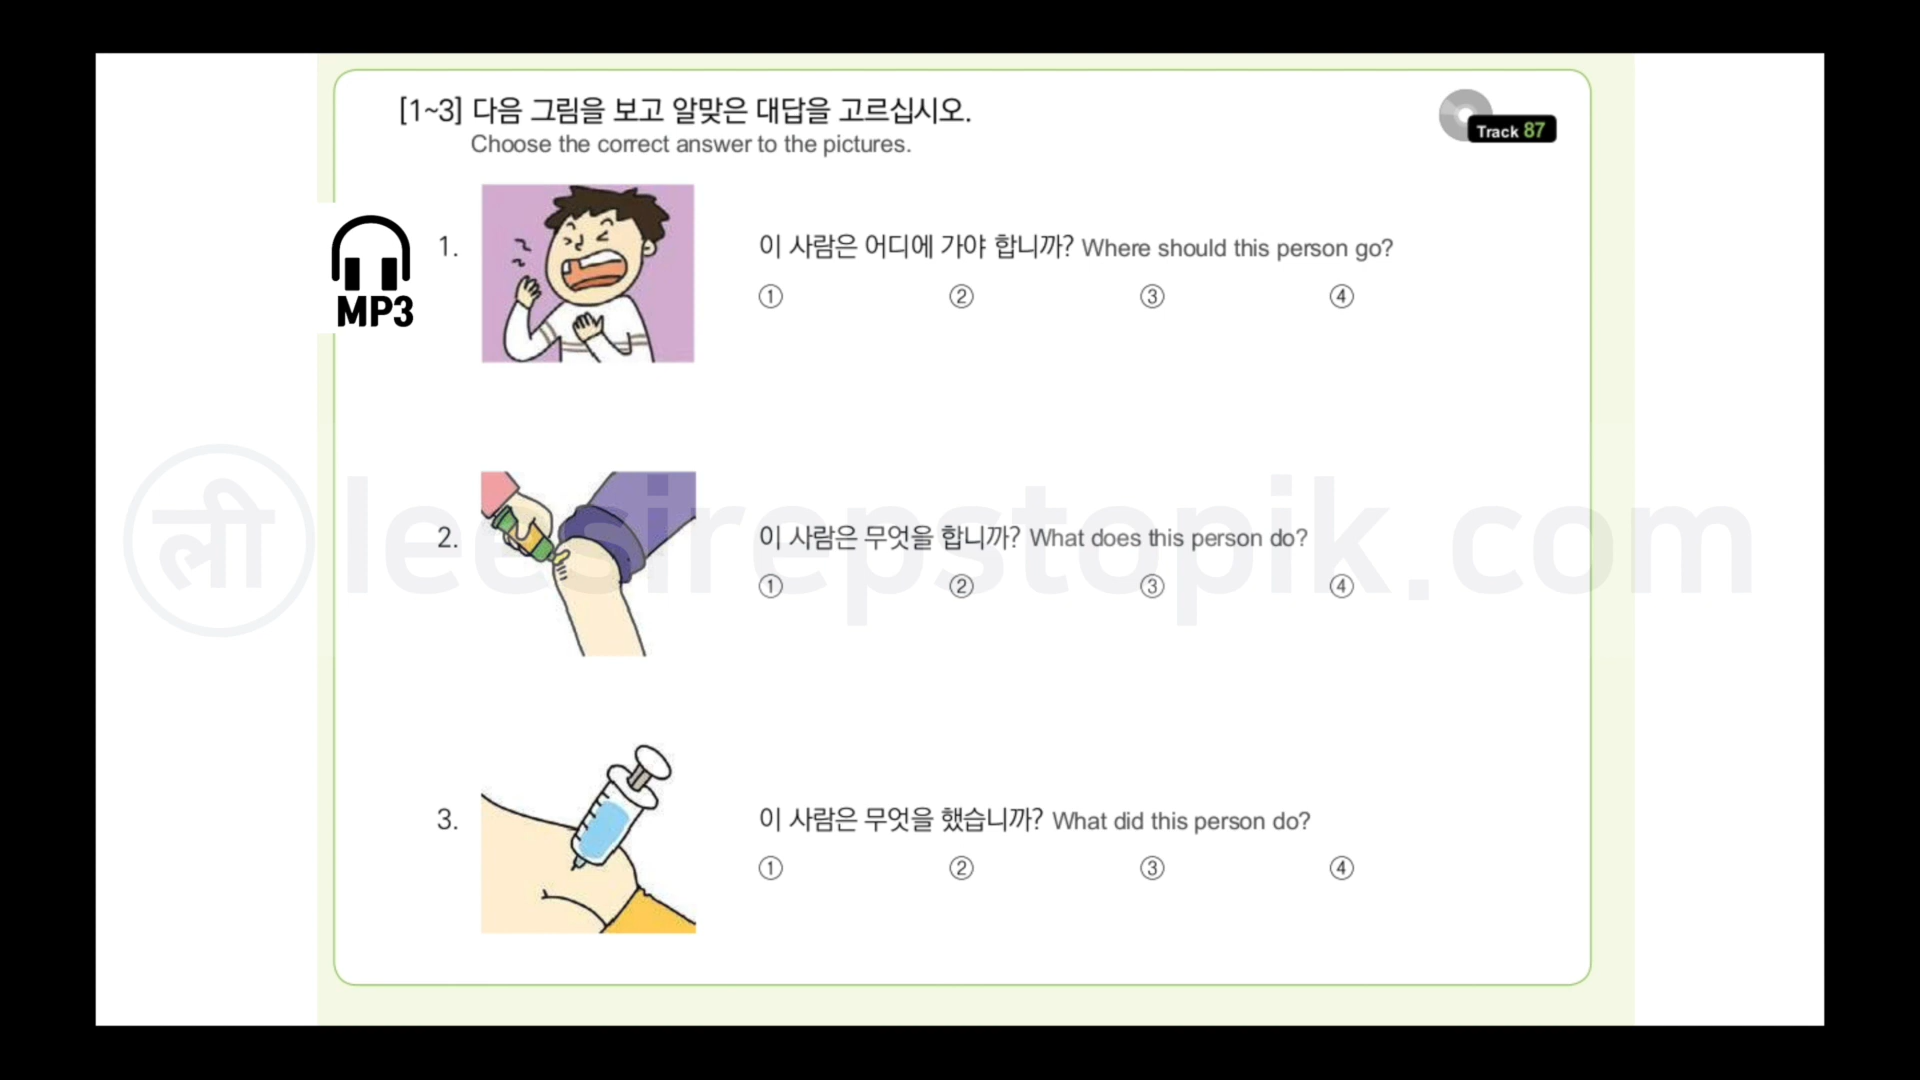 [1~3] 다음 그림을 보고 알맞은 대답을 고르십시오.
Choose the correct answer to the pictures.
Track 87
MP3
1. 이 사람은 어디에 가야 합니까? Where should this person go?
① ② ③ ④
ली leesirepstopik.com
2. 이 사람은 무엇을 합니까? What does this person do?
① ② ③ ④
3. 이 사람은 무엇을 했습니까? What did this person do?
① ② ③ ④